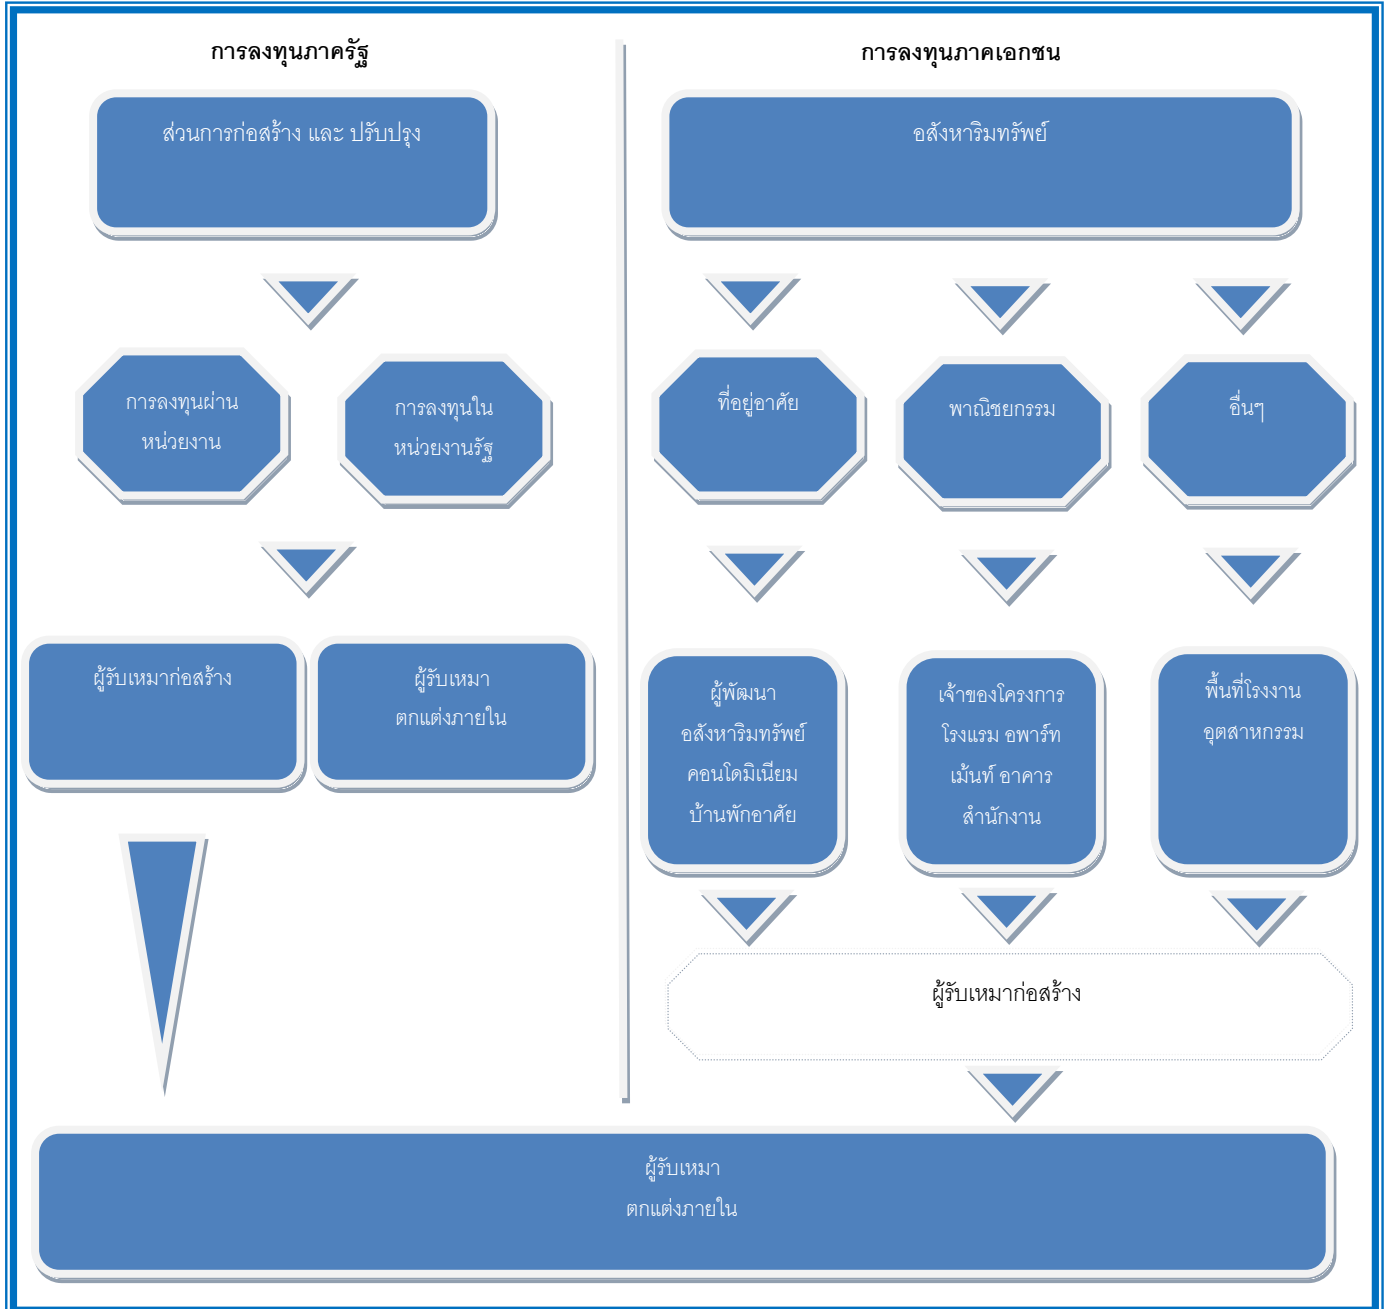 การลงทุนภาครัฐ
ส่วนการก่อสร้าง และ ปรับปรุง
การลงทุนผ่าน
หน่วยงาน
การลงทุนใน
หน่วยงานรัฐ
ผู้รับเหมาก่อสร้าง
ผู้รับเหมา
ตกแต่งภายใน
การลงทุนภาคเอกชน
อสังหาริมทรัพย์
ที่อยู่อาศัย
พาณิชยกรรม
อื่นๆ
ผู้พัฒนา
อสังหาริมทรัพย์
คอนโดมิเนียม
บ้านพักอาศัย
เจ้าของโครงการ
โรงแรม อพาร์ท
เม้นท์ อาคาร
สำนักงาน
พื้นที่โรงงาน
อุตสาหกรรม
ผู้รับเหมาก่อสร้าง
ผู้รับเหมา
ตกแต่งภายใน